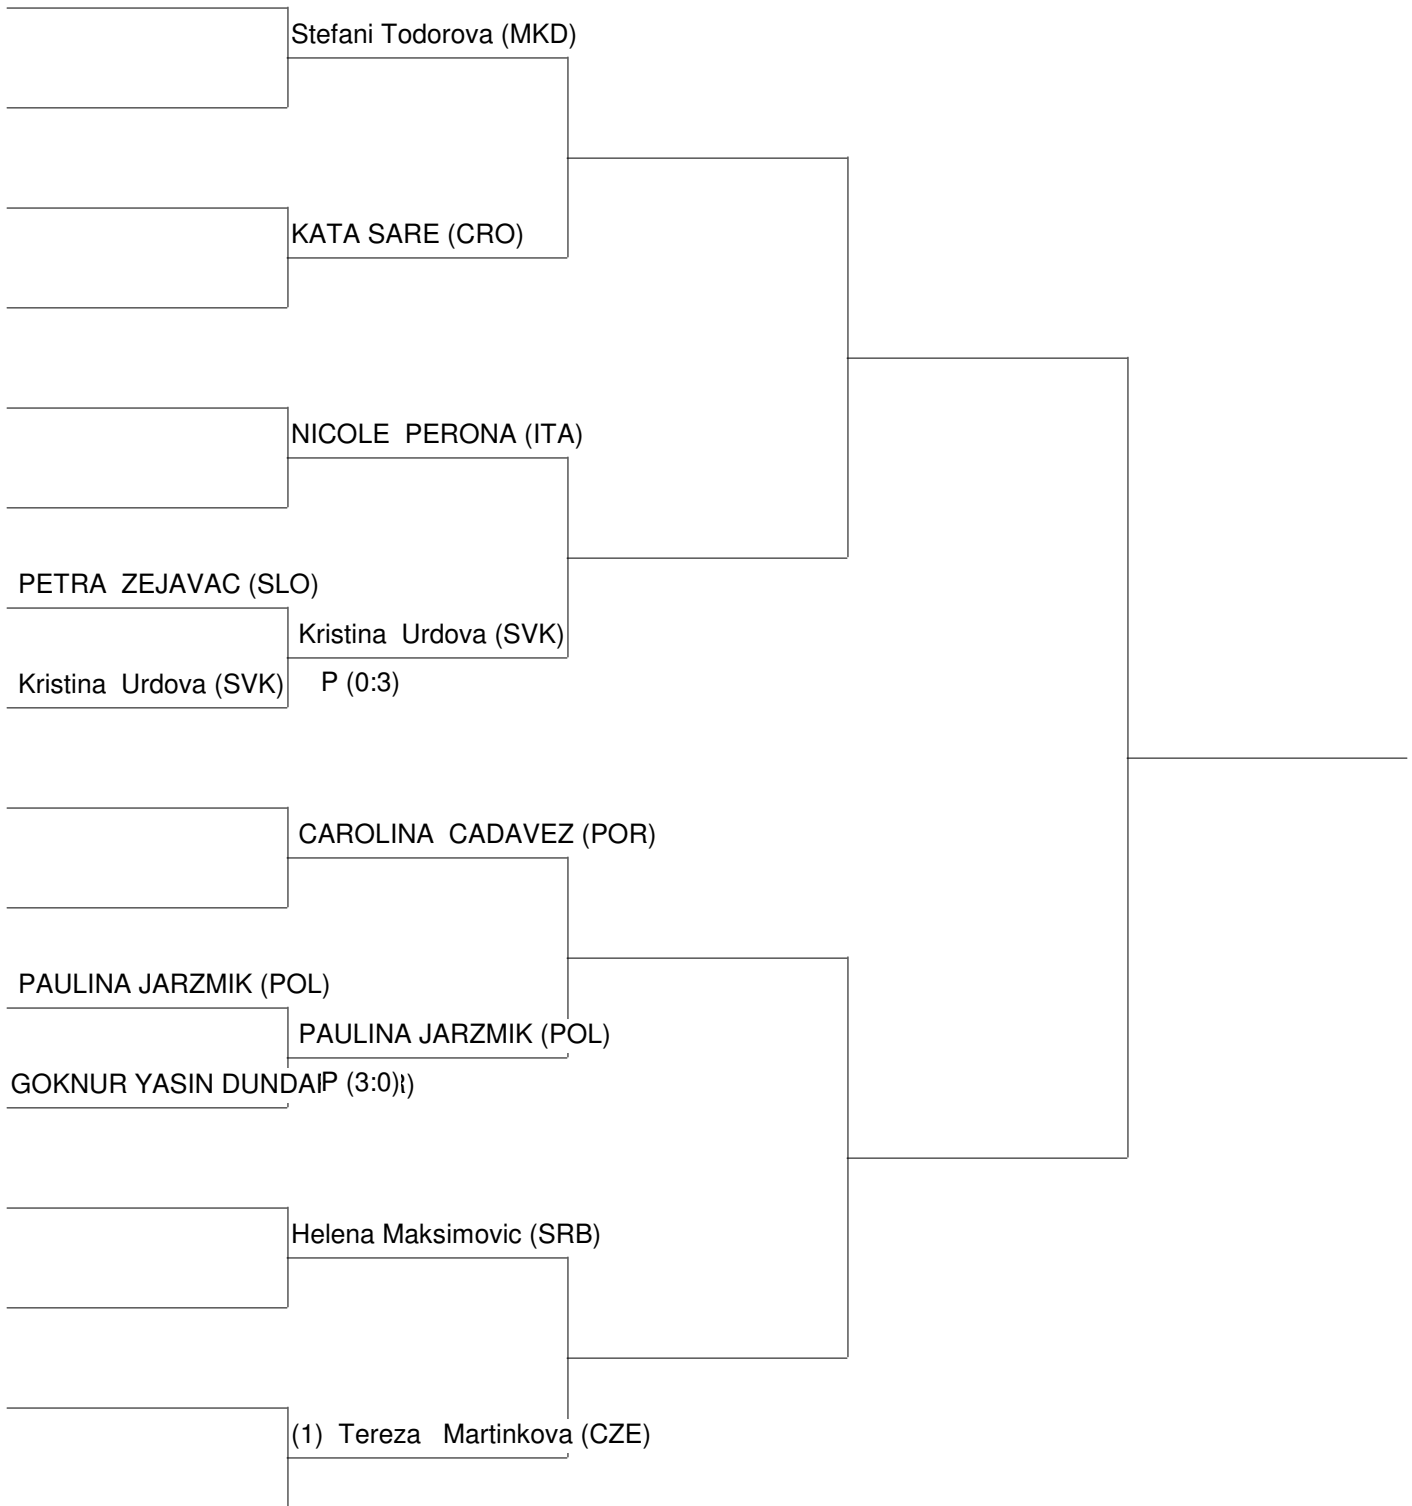 Stefani Todorova (MKD)
KATA SARE (CRO)
NICOLE PERONA (ITA)
PETRA ZEJAVAC (SLO)
Kristina Urdova (SVK)
Kristina Urdova (SVK)
P (0:3)
CAROLINA CADAVEZ (POR)
PAULINA JARZMIK (POL)
PAULINA JARZMIK (POL)
GOKNUR YASIN
P (3:0)
Helena Maksimovic (SRB)
(1) Tereza Martinkova (CZE)